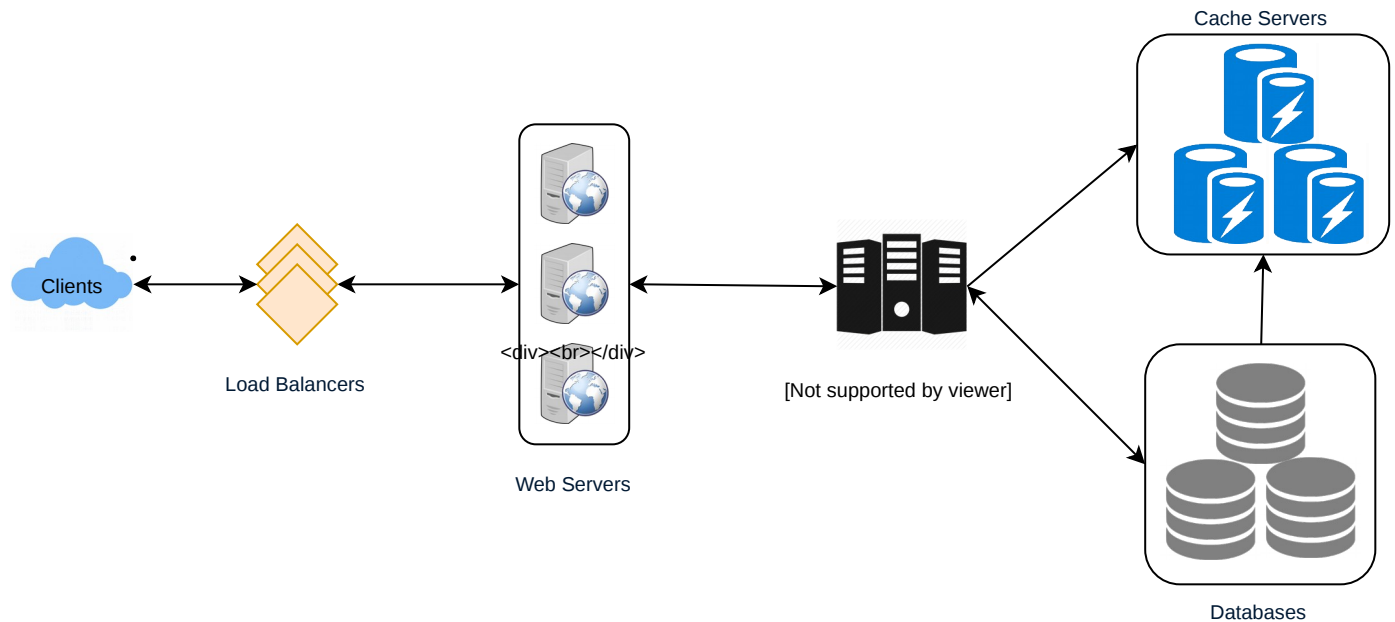 Cache Servers
Clients
<div><br></div>
Load Balancers
[Not supported by viewer]
Web Servers
Databases